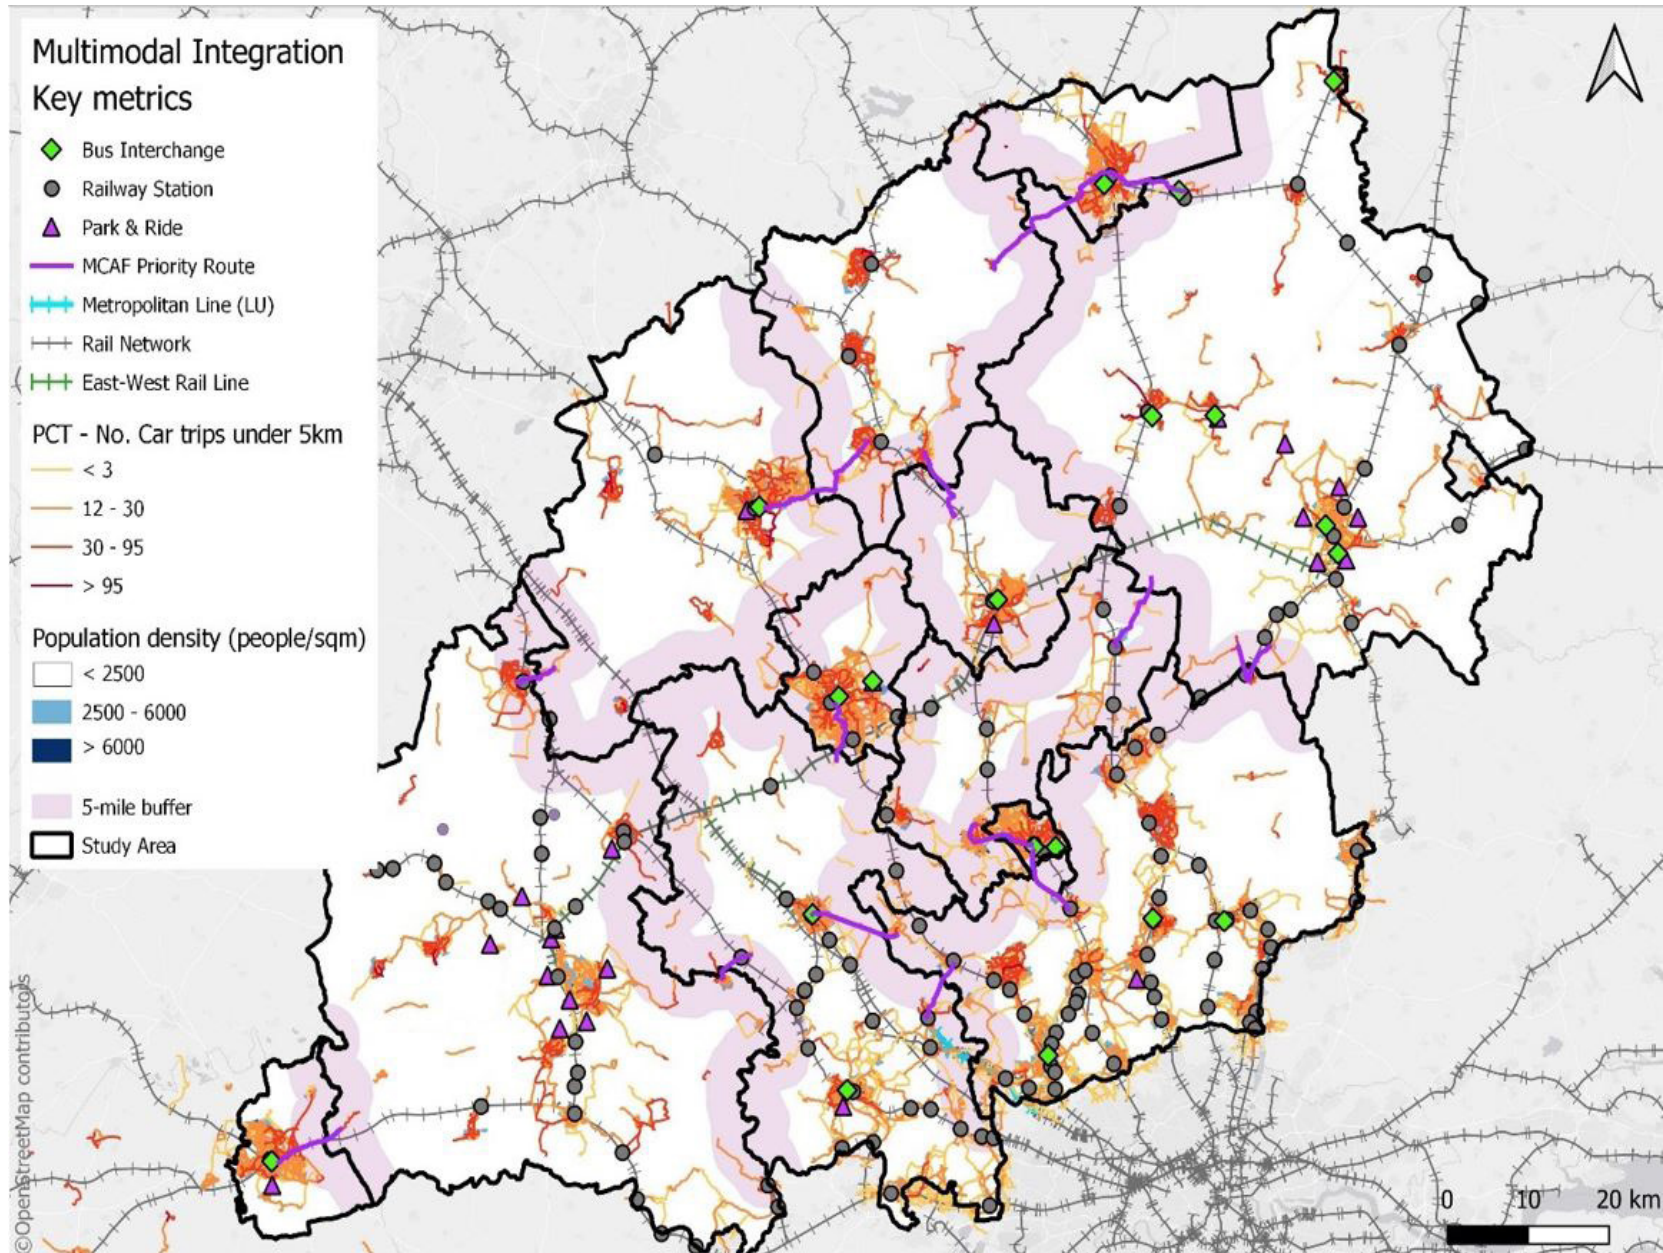 Multimodal Integration
Key metrics
Bus Interchange
Railway Station
Park & Ride
MCAF Priority Route
Metropolitan Line (LU)
Rail Network
East-West Rail Line
PCT - No. Car trips under 5km
< 3
12 - 30
30 - 95
> 95
Population density (people/sqm)
< 2500
2500 - 6000
> 6000
5-mile buffer
Study Area
©OpenStreetMap contributors
0 10 20 km